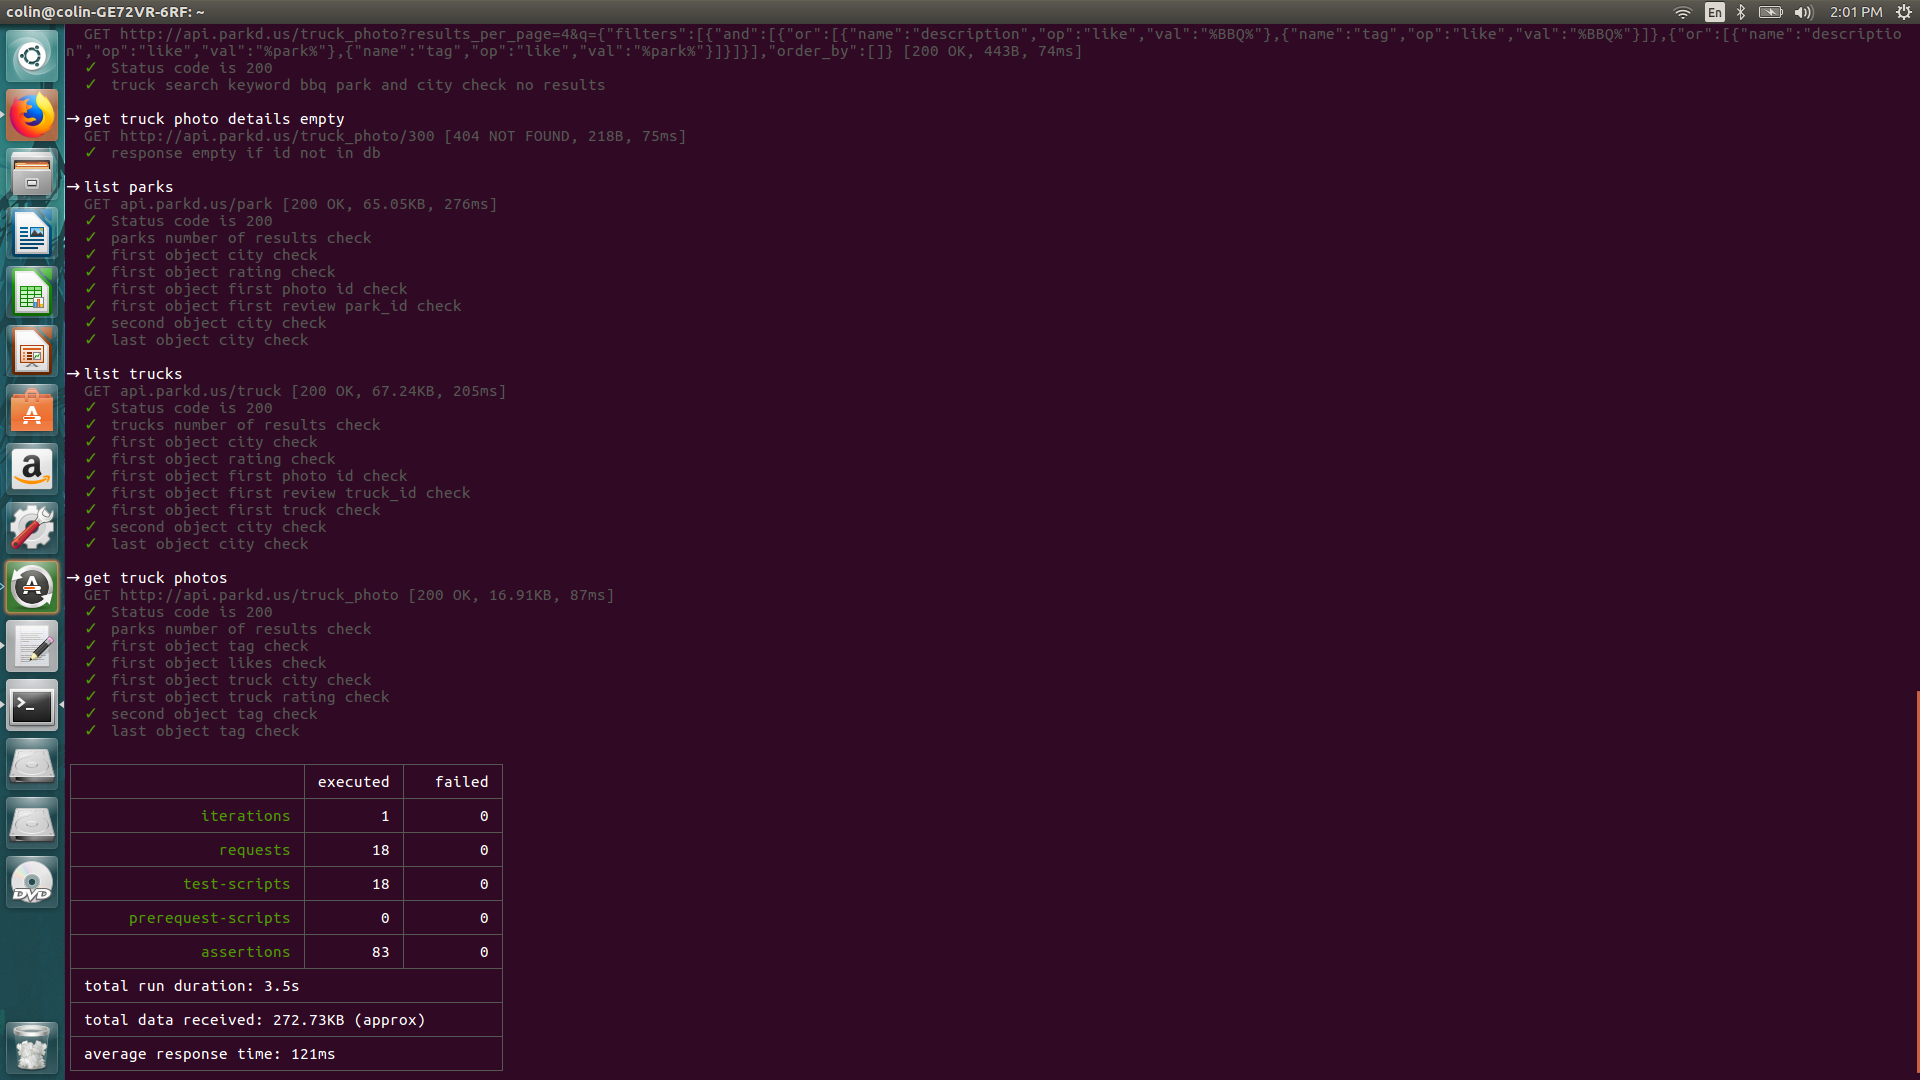 colin@colin-GE72VR-6RF: ~
En
2:01 PM
GET http://api.parkd.us/truck_photo?results_per_page=4&q={"filters":[{"and":[{"or":[{"name":"description","op":"like","val":"%BBQ%"},{"name":"tag","op":"like","val":"%BBQ%"}]},{"or":[{"name":"descriptio
n","op":"like","val":"%park%"},{"name":"tag","op":"like","val":"%park%"}]}]}],"order_by":[]} [200 OK, 443B, 74ms]
✓ Status code is 200
✓ truck search keyword bbq park and city check no results
→ get truck photo details empty
GET http://api.parkd.us/truck_photo/300 [404 NOT FOUND, 218B, 75ms]
✓ response empty if id not in db
→ list parks
GET api.parkd.us/park [200 OK, 65.05KB, 276ms]
✓ Status code is 200
✓ parks number of results check
✓ first object city check
✓ first object rating check
✓ first object first photo id check
✓ first object first review park_id check
✓ second object city check
✓ last object city check
→ list trucks
GET api.parkd.us/truck [200 OK, 67.24KB, 205ms]
✓ Status code is 200
✓ trucks number of results check
✓ first object city check
✓ first object rating check
✓ first object first photo id check
✓ first object first review truck_id check
✓ first object first truck check
✓ second object city check
✓ last object city check
→ get truck photos
GET http://api.parkd.us/truck_photo [200 OK, 16.91KB, 87ms]
✓ Status code is 200
✓ parks number of results check
✓ first object tag check
✓ first object likes check
✓ first object truck city check
✓ first object truck rating check
✓ second object tag check
✓ last object tag check
executed failed
iterations 1 0
requests 18 0
test-scripts 18 0
prerequest-scripts 0 0
assertions 83 0
total run duration: 3.5s
total data received: 272.73KB (approx)
average response time: 121ms
a
DVD